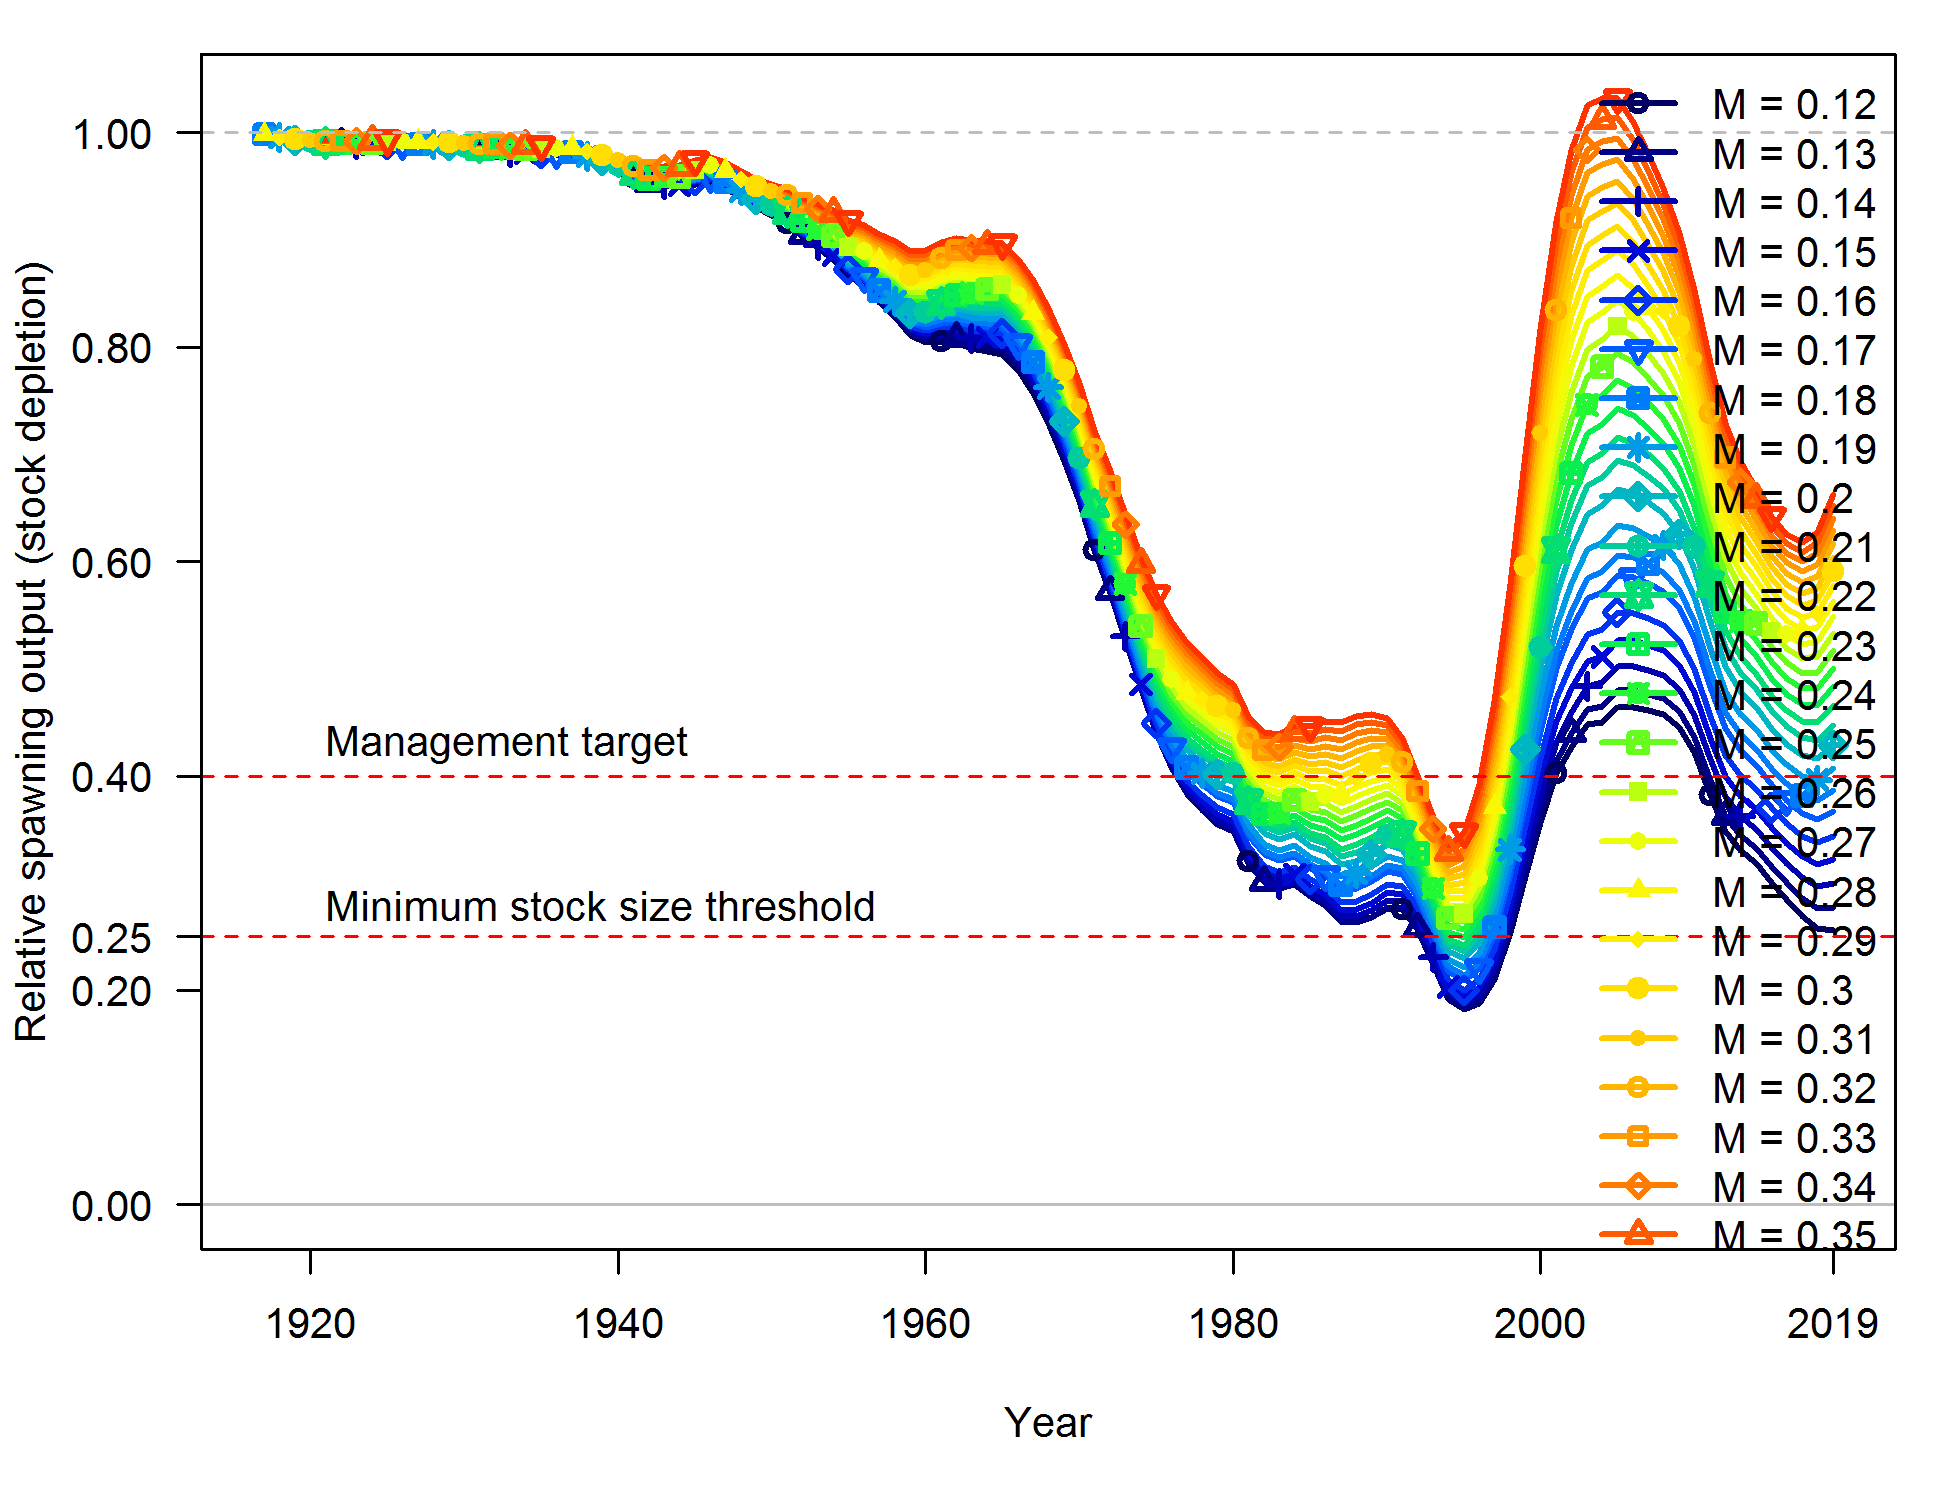 Relative spawning output (stock depletion)
1.00
0.80
0.60
0.40
0.25
0.20
0.00
Management target
Minimum stock size threshold
M = 0.12
M = 0.13
M = 0.14
M = 0.15
M = 0.16
M = 0.17
M = 0.18
M = 0.19
M = 0.2
M = 0.21
M = 0.22
M = 0.23
M = 0.24
M = 0.25
M = 0.26
M = 0.27
M = 0.28
M = 0.29
M = 0.3
M = 0.31
M = 0.32
M = 0.33
M = 0.34
M = 0.35
1920 1940 1960 1980 2000 2019
Year